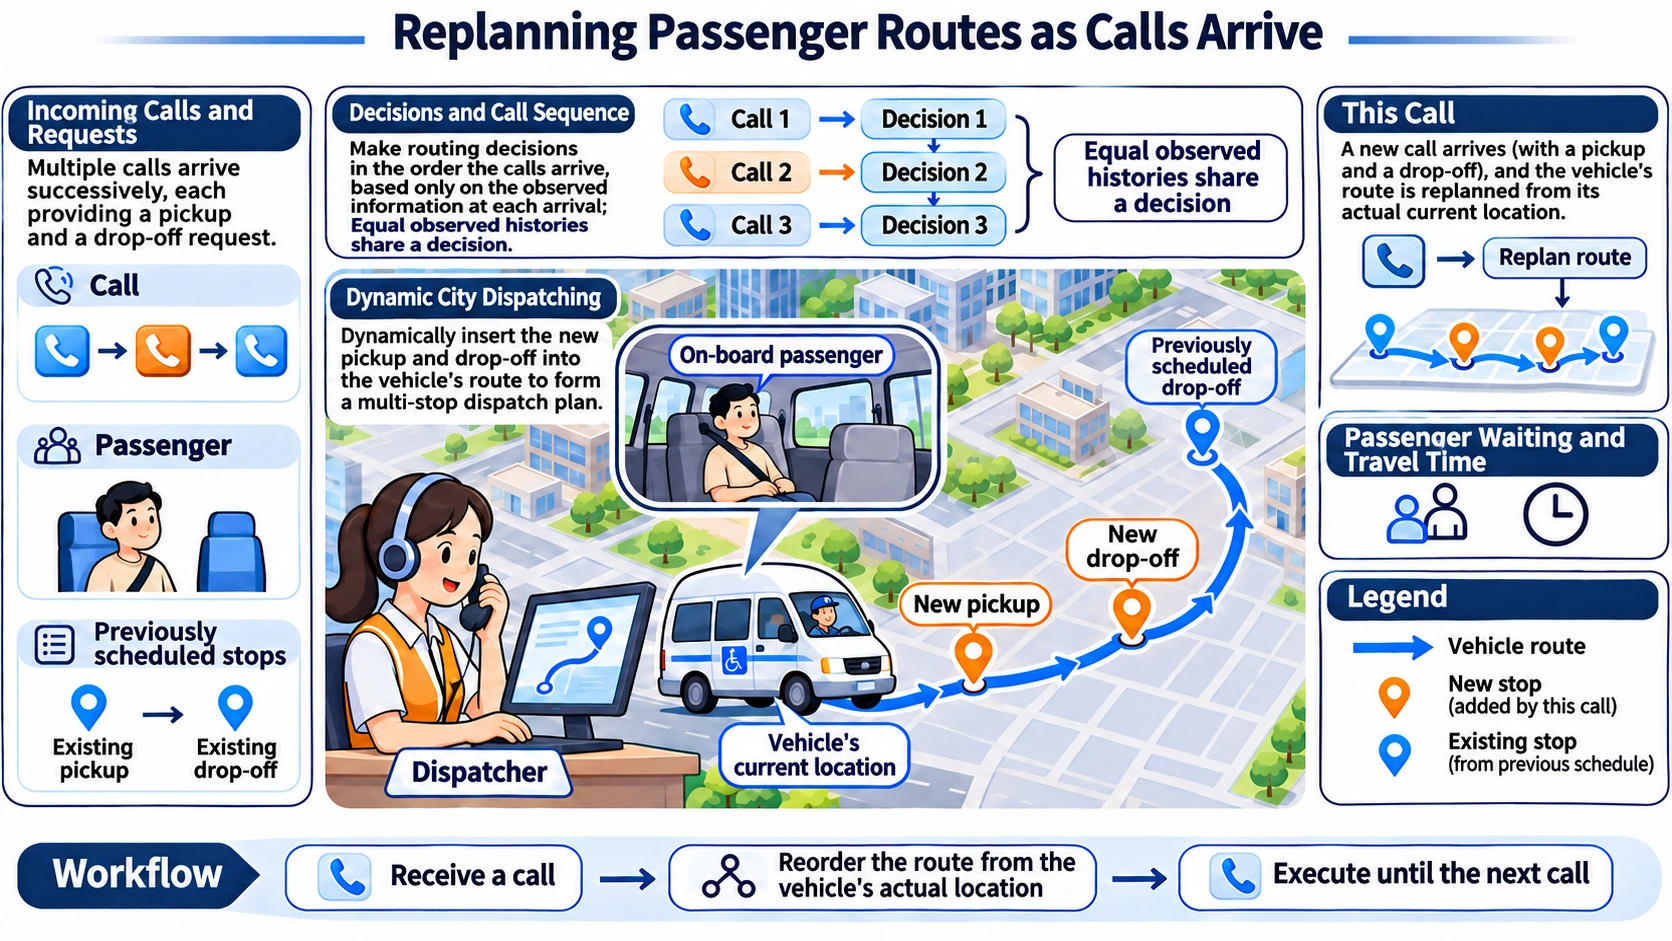 Replanning Passenger Routes as Calls Arrive
Incoming Calls and
Requests
Multiple calls arrive
successively, each
providing a pickup
and a drop-off request.
Call
Passenger
Previously
scheduled stops
Existing
pickup
Existing
drop-off
Decisions and Call Sequence
Make routing decisions
in the order the calls arrive,
based only on the observed
information at each arrival;
Equal observed histories
share a decision.
Call 1
Decision 1
Call 2
Decision 2
Call 3
Decision 3
Equal observed
histories share
a decision
Dynamic City Dispatching
Dynamically insert the new
pickup and drop-off into
the vehicle's route to form
a multi-stop dispatch plan.
On-board passenger
Previously
scheduled
drop-off
New
drop-off
New pickup
Vehicle's
current location
Dispatcher
This Call
A new call arrives (with a pickup
and a drop-off), and the vehicle's
route is replanned from its
actual current location.
Replan route
Passenger Waiting and
Travel Time
Legend
Vehicle route
New stop
(added by this call)
Existing stop
(from previous schedule)
Workflow
Receive a call
Reorder the route from the
vehicle's actual location
Execute until the next call